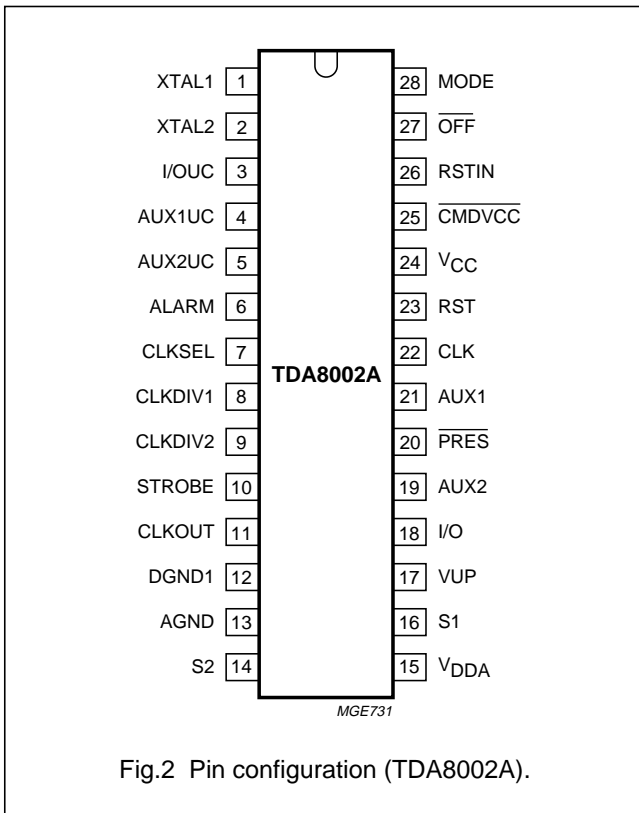 XTAL1 1 28 MODE
XTAL2 2 27 O̅F̅F̅
I/OUC 3 26 RSTIN
AUX1UC 4 25 C̅M̅D̅V̅C̅C̅
AUX2UC 5 24 VCC
ALARM 6 23 RST
CLKSEL 7 22 CLK
TDA8002A
CLKDIV1 8 21 AUX1
CLKDIV2 9 20 P̅R̅E̅S̅
STROBE 10 19 AUX2
CLKOUT 11 18 I/O
DGND1 12 17 VUP
AGND 13 16 S1
S2 14 15 VDDA
MGE731
Fig.2 Pin configuration (TDA8002A).